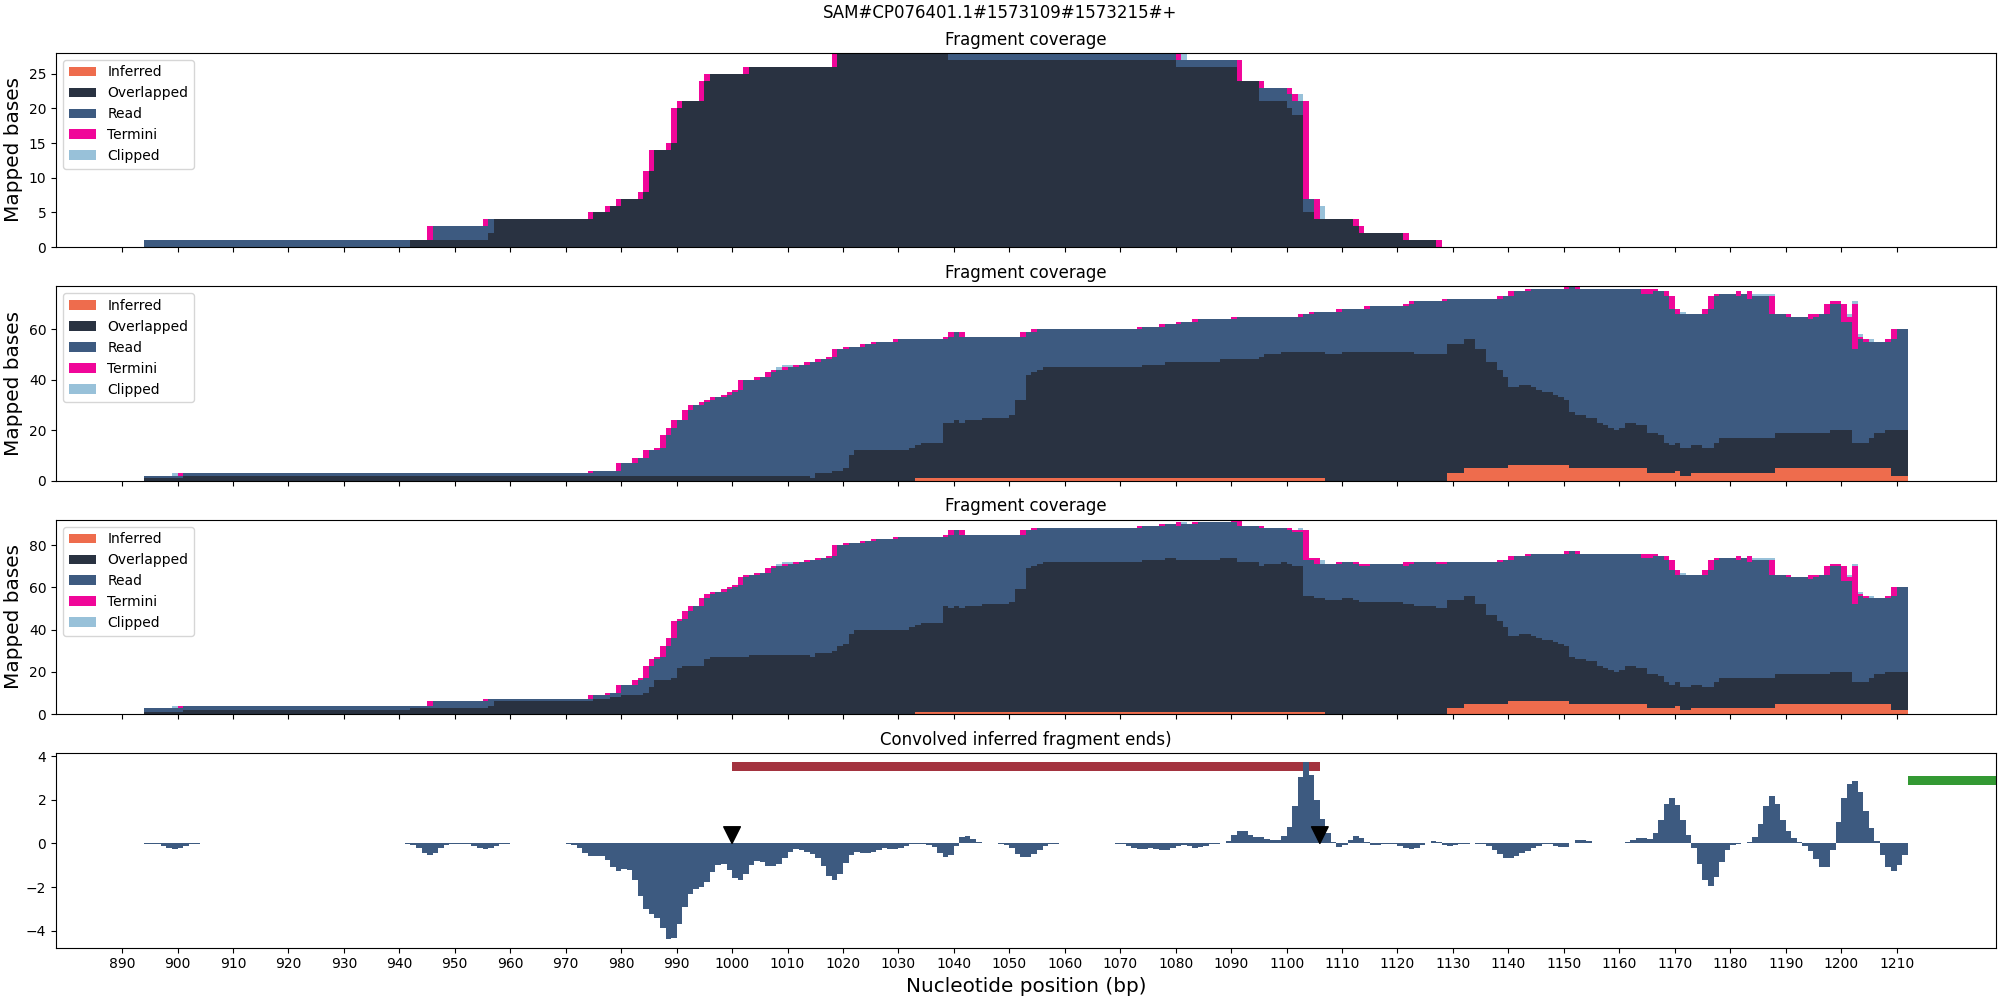 SAM#CP076401.1#1573109#1573215#+
Fragment coverage
Mapped bases
25
20
15
10
5
0
Inferred
Overlapped
Read
Termini
Clipped
Fragment coverage
Mapped bases
60
40
20
0
Inferred
Overlapped
Read
Termini
Clipped
Fragment coverage
Mapped bases
80
60
40
20
0
Inferred
Overlapped
Read
Termini
Clipped
Convolved inferred fragment ends)
4
2
0
−2
−4
890 900 910 920 930 940 950 960 970 980 990 1000 1010 1020 1030 1040 1050 1060 1070 1080 1090 1100 1110 1120 1130 1140 1150 1160 1170 1180 1190 1200 1210
Nucleotide position (bp)